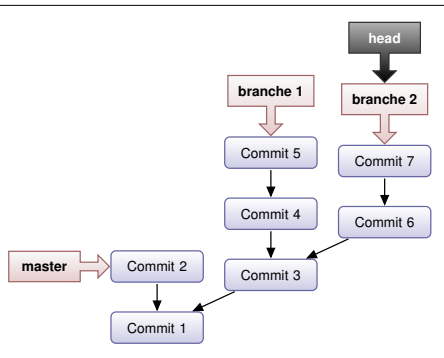 head
branche 1
branche 2
Commit 5
Commit 7
Commit 4
Commit 6
master
Commit 2
Commit 3
Commit 1